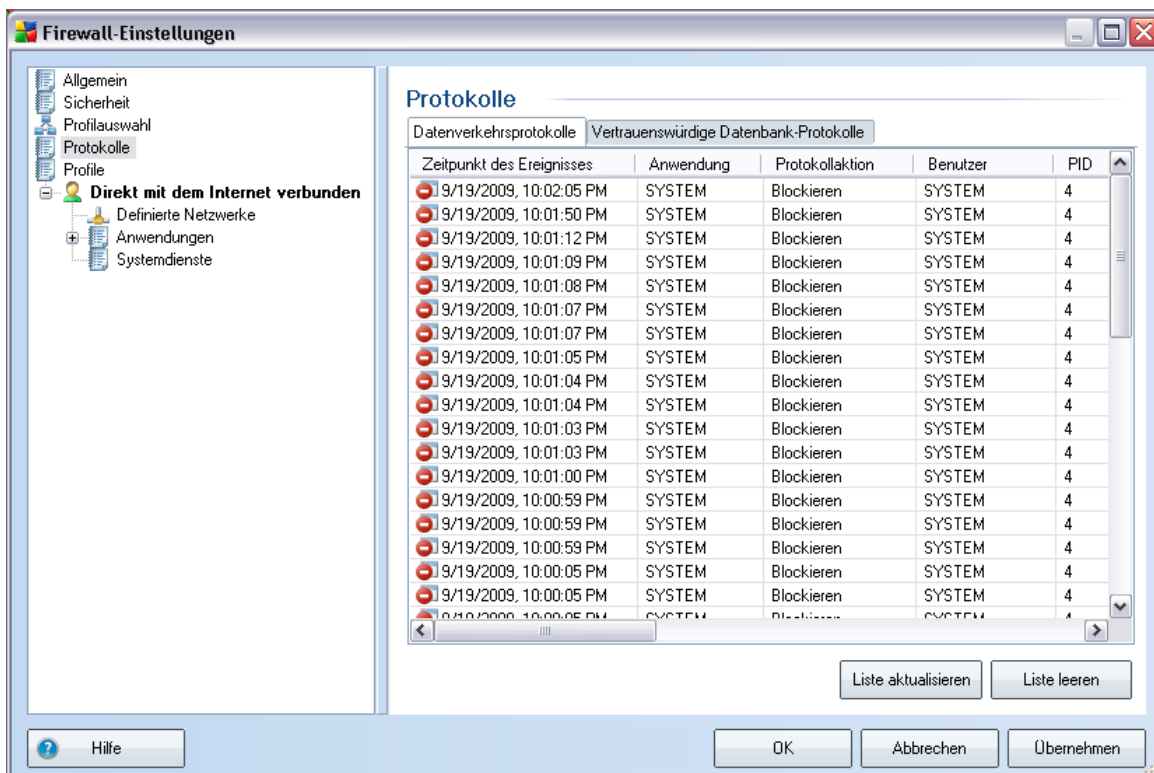 Firewall-Einstellungen
Allgemein
Sicherheit
Profilauswahl
Protokolle
Profile
Direkt mit dem Internet verbunden
Definierte Netzwerke
Anwendungen
Systemdienste
Protokolle
Datenverkehrsprotokolle Vertrauenswürdige Datenbank-Protokolle
Zeitpunkt des Ereignisses Anwendung Protokollaktion Benutzer PID
9/19/2009, 10:02:05 PM SYSTEM Blockieren SYSTEM 4
9/19/2009, 10:01:50 PM SYSTEM Blockieren SYSTEM 4
9/19/2009, 10:01:12 PM SYSTEM Blockieren SYSTEM 4
9/19/2009, 10:01:09 PM SYSTEM Blockieren SYSTEM 4
9/19/2009, 10:01:08 PM SYSTEM Blockieren SYSTEM 4
9/19/2009, 10:01:07 PM SYSTEM Blockieren SYSTEM 4
9/19/2009, 10:01:07 PM SYSTEM Blockieren SYSTEM 4
9/19/2009, 10:01:05 PM SYSTEM Blockieren SYSTEM 4
9/19/2009, 10:01:04 PM SYSTEM Blockieren SYSTEM 4
9/19/2009, 10:01:04 PM SYSTEM Blockieren SYSTEM 4
9/19/2009, 10:01:03 PM SYSTEM Blockieren SYSTEM 4
9/19/2009, 10:01:03 PM SYSTEM Blockieren SYSTEM 4
9/19/2009, 10:01:00 PM SYSTEM Blockieren SYSTEM 4
9/19/2009, 10:00:59 PM SYSTEM Blockieren SYSTEM 4
9/19/2009, 10:00:59 PM SYSTEM Blockieren SYSTEM 4
9/19/2009, 10:00:59 PM SYSTEM Blockieren SYSTEM 4
9/19/2009, 10:00:05 PM SYSTEM Blockieren SYSTEM 4
9/19/2009, 10:00:05 PM SYSTEM Blockieren SYSTEM 4
Liste aktualisieren Liste leeren
Hilfe OK Abbrechen Übernehmen